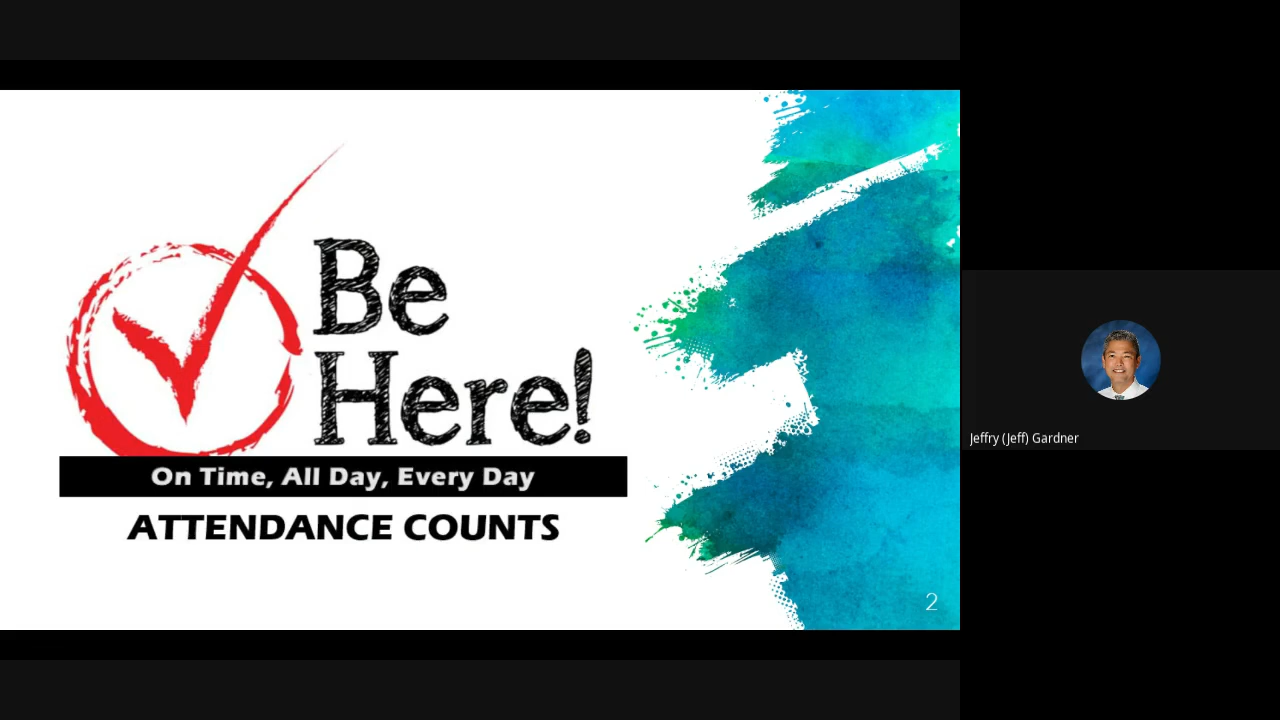 Be
Here!
On Time, All Day, Every Day
ATTENDANCE COUNTS
2
Jeffry (Jeff) Gardner